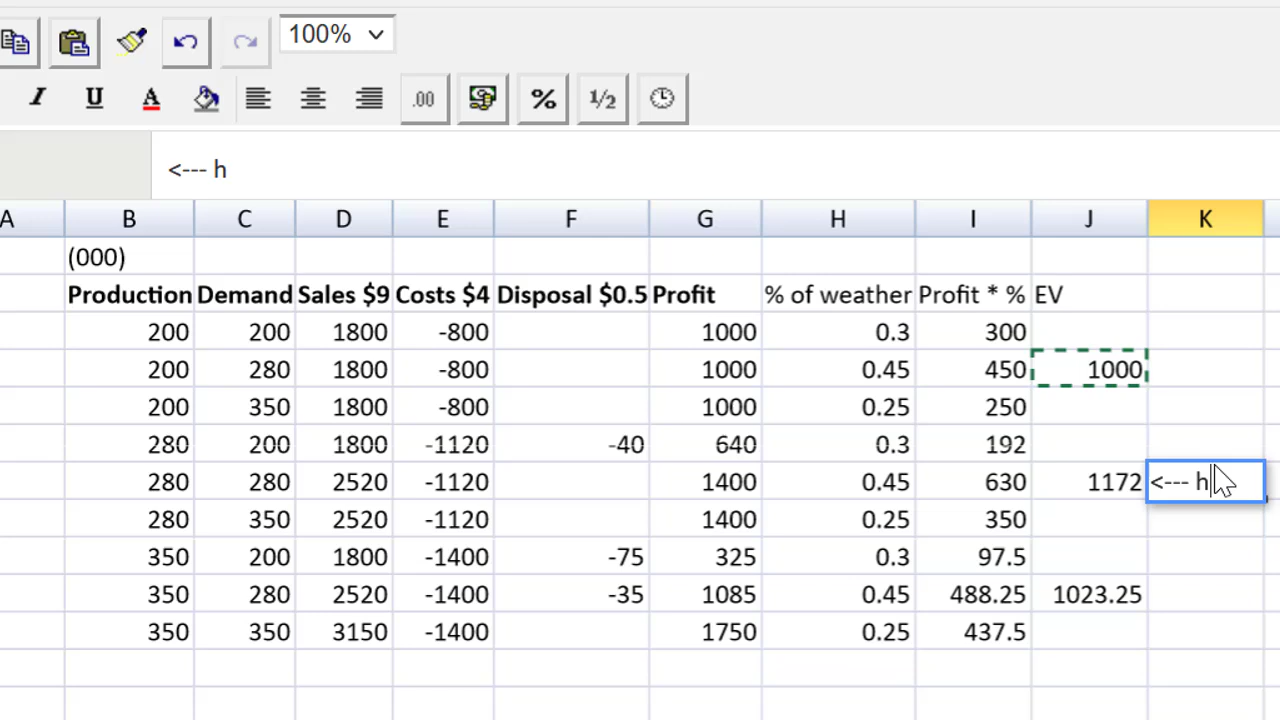 100%
I U A .00 % 1/2
<--- h
A B C D E F G H I J K
(000)
Production Demand Sales $9 Costs $4 Disposal $0.5 Profit % of weather Profit * % EV
200 200 1800 -800 1000 0.3 300
200 280 1800 -800 1000 0.45 450 1000
200 350 1800 -800 1000 0.25 250
280 200 1800 -1120 -40 640 0.3 192
280 280 2520 -1120 1400 0.45 630 1172 <--- h
280 350 2520 -1120 1400 0.25 350
350 200 1800 -1400 -75 325 0.3 97.5
350 280 2520 -1400 -35 1085 0.45 488.25 1023.25
350 350 3150 -1400 1750 0.25 437.5